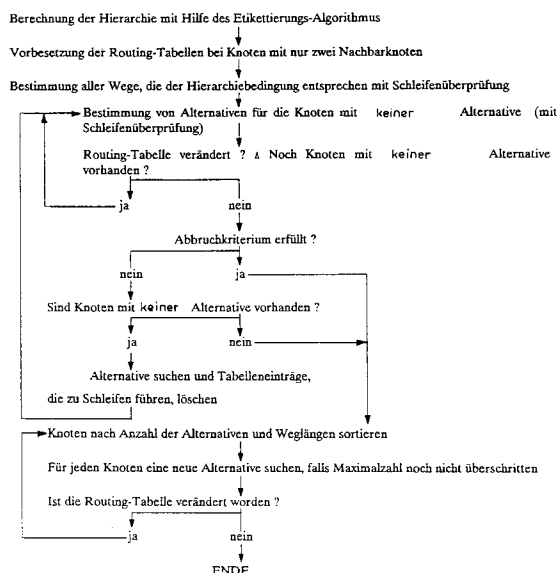 Berechnung der Hierarchie mit Hilfe des Etikettierungs-Algorithmus
Vorbesetzung der Routing-Tabellen bei Knoten mit nur zwei Nachbarknoten
Bestimmung aller Wege, die der Hierarchiebedingung entsprechen mit Schleifenüberprüfung
Bestimmung von Alternativen für die Knoten mit keiner Alternative (mit
Schleifenüberprüfung)
Routing-Tabelle verändert ? ∧ Noch Knoten mit keiner Alternative
vorhanden ?
ja nein
Abbruchkriterium erfüllt ?
nein ja
Sind Knoten mit keiner Alternative vorhanden ?
ja nein
Alternative suchen und Tabelleneinträge,
die zu Schleifen führen, löschen
Knoten nach Anzahl der Alternativen und Weglängen sortieren
Für jeden Knoten eine neue Alternative suchen, falls Maximalzahl noch nicht überschritten
Ist die Routing-Tabelle verändert worden ?
ja nein
ENDE